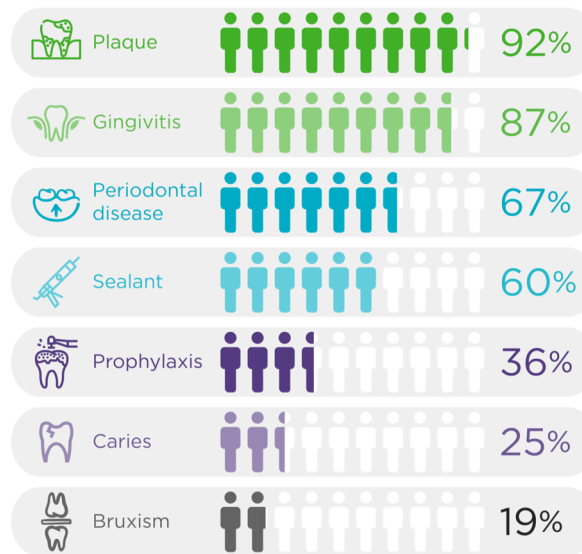 Plaque 92%
Gingivitis 87%
Periodontal
disease 67%
Sealant 60%
Prophylaxis 36%
Caries 25%
Bruxism 19%